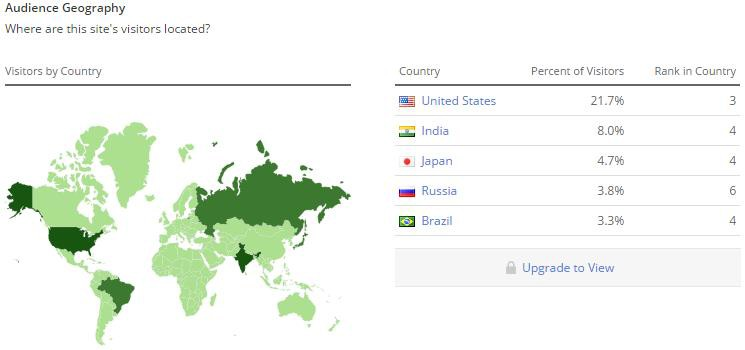 Audience Geography
Where are this site's visitors located?
Visitors by Country
Country Percent of Visitors Rank in Country
United States 21.7% 3
India 8.0% 4
Japan 4.7% 4
Russia 3.8% 6
Brazil 3.3% 4
Upgrade to View